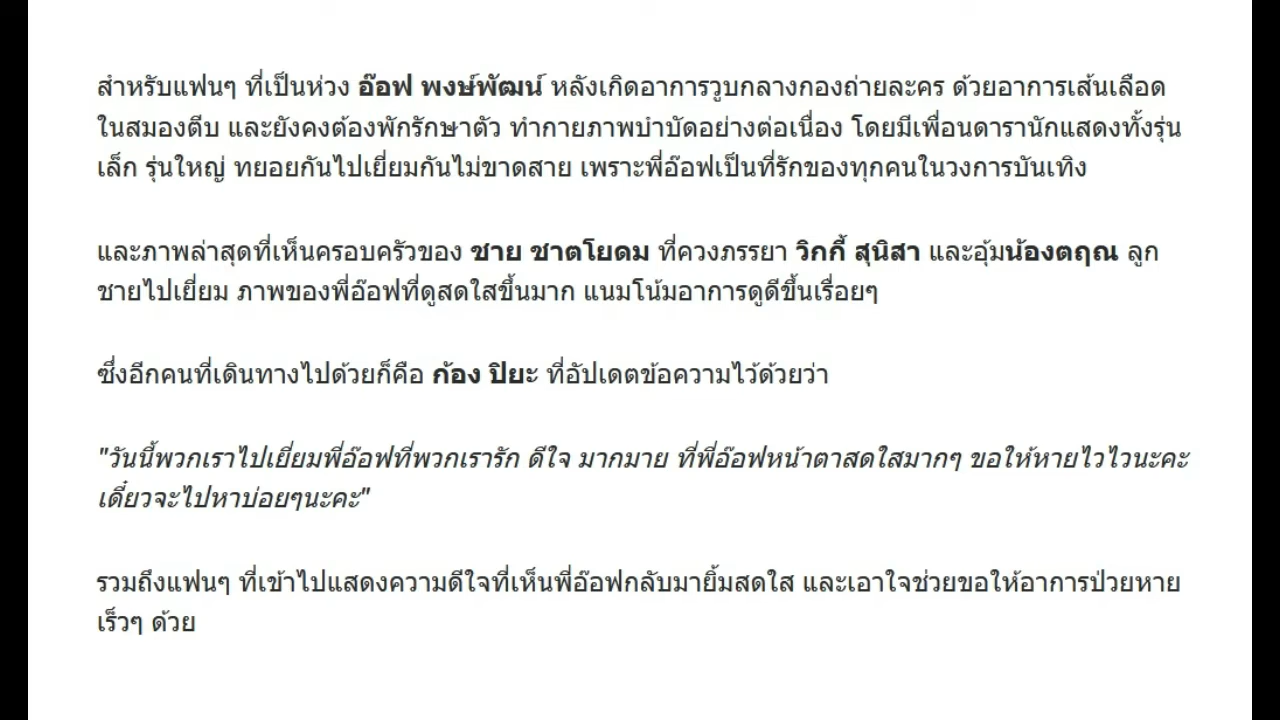 สำหรับแฟนๆ ที่เป็นห่วง อ๊อฟ พงษ์พัฒน์ หลังเกิดอาการวูบกลางกองถ่ายละคร ด้วยอาการเส้นเลือด
ในสมองตีบ และยังคงต้องพักรักษาตัว ทำกายภาพบำบัดอย่างต่อเนื่อง โดยมีเพื่อนดารานักแสดงทั้งรุ่น
เล็ก รุ่นใหญ่ ทยอยกันไปเยี่ยมกันไม่ขาดสาย เพราะพี่อ๊อฟเป็นที่รักของทุกคนในวงการบันเทิง
และภาพล่าสุดที่เห็นครอบครัวของ ชาย ชาตโยดม ที่ควงภรรยา วิกกี้ สุนิสา และอุ้มน้องตฤณ ลูก
ชายไปเยี่ยม ภาพของพี่อ๊อฟที่ดูสดใสขึ้นมาก แนมโน้มอาการดูดีขึ้นเรื่อยๆ
ซึ่งอีกคนที่เดินทางไปด้วยก็คือ ก้อง ปิยะ ที่อัปเดตข้อความไว้ด้วยว่า
"วันนี้พวกเราไปเยี่ยมพี่อ๊อฟที่พวกเรารัก ดีใจ มากมาย ที่พี่อ๊อฟหน้าตาสดใสมากๆ ขอให้หายไวไวนะคะ
เดี๋ยวจะไปหาบ่อยๆนะคะ"
รวมถึงแฟนๆ ที่เข้าไปแสดงความดีใจที่เห็นพี่อ๊อฟกลับมายิ้มสดใส และเอาใจช่วยขอให้อาการป่วยหาย
เร็วๆ ด้วย